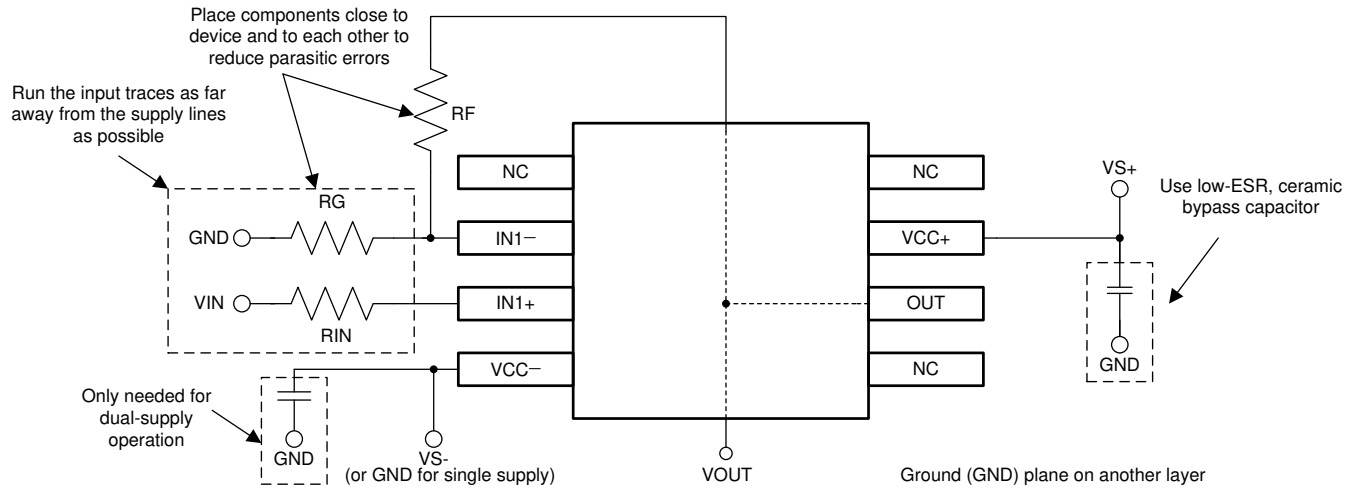 Place components close to
device and to each other to
reduce parasitic errors
Run the input traces as far
away from the supply lines
as possible
RF
NC
NC
VS+
Use low-ESR, ceramic
bypass capacitor
RG
GND
IN1−
VCC+
VIN
IN1+
OUT
RIN
VCC−
NC
GND
Only needed for
dual-supply
operation
GND
VS-
(or GND for single supply)
VOUT
Ground (GND) plane on another layer